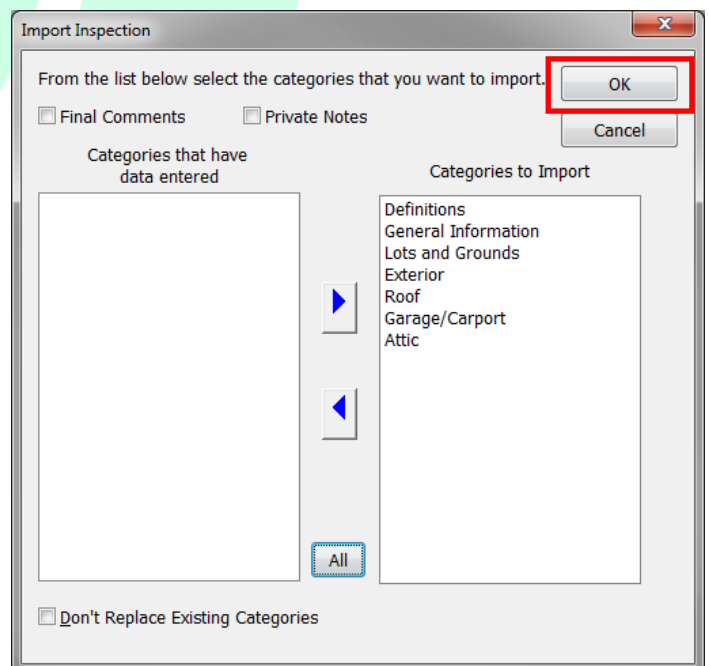 Import Inspection
From the list below select the categories that you want to import.
OK
Final Comments
Private Notes
Cancel
Categories that have
data entered
Categories to Import
Definitions
General Information
Lots and Grounds
Exterior
Roof
Garage/Carport
Attic
All
Don't Replace Existing Categories